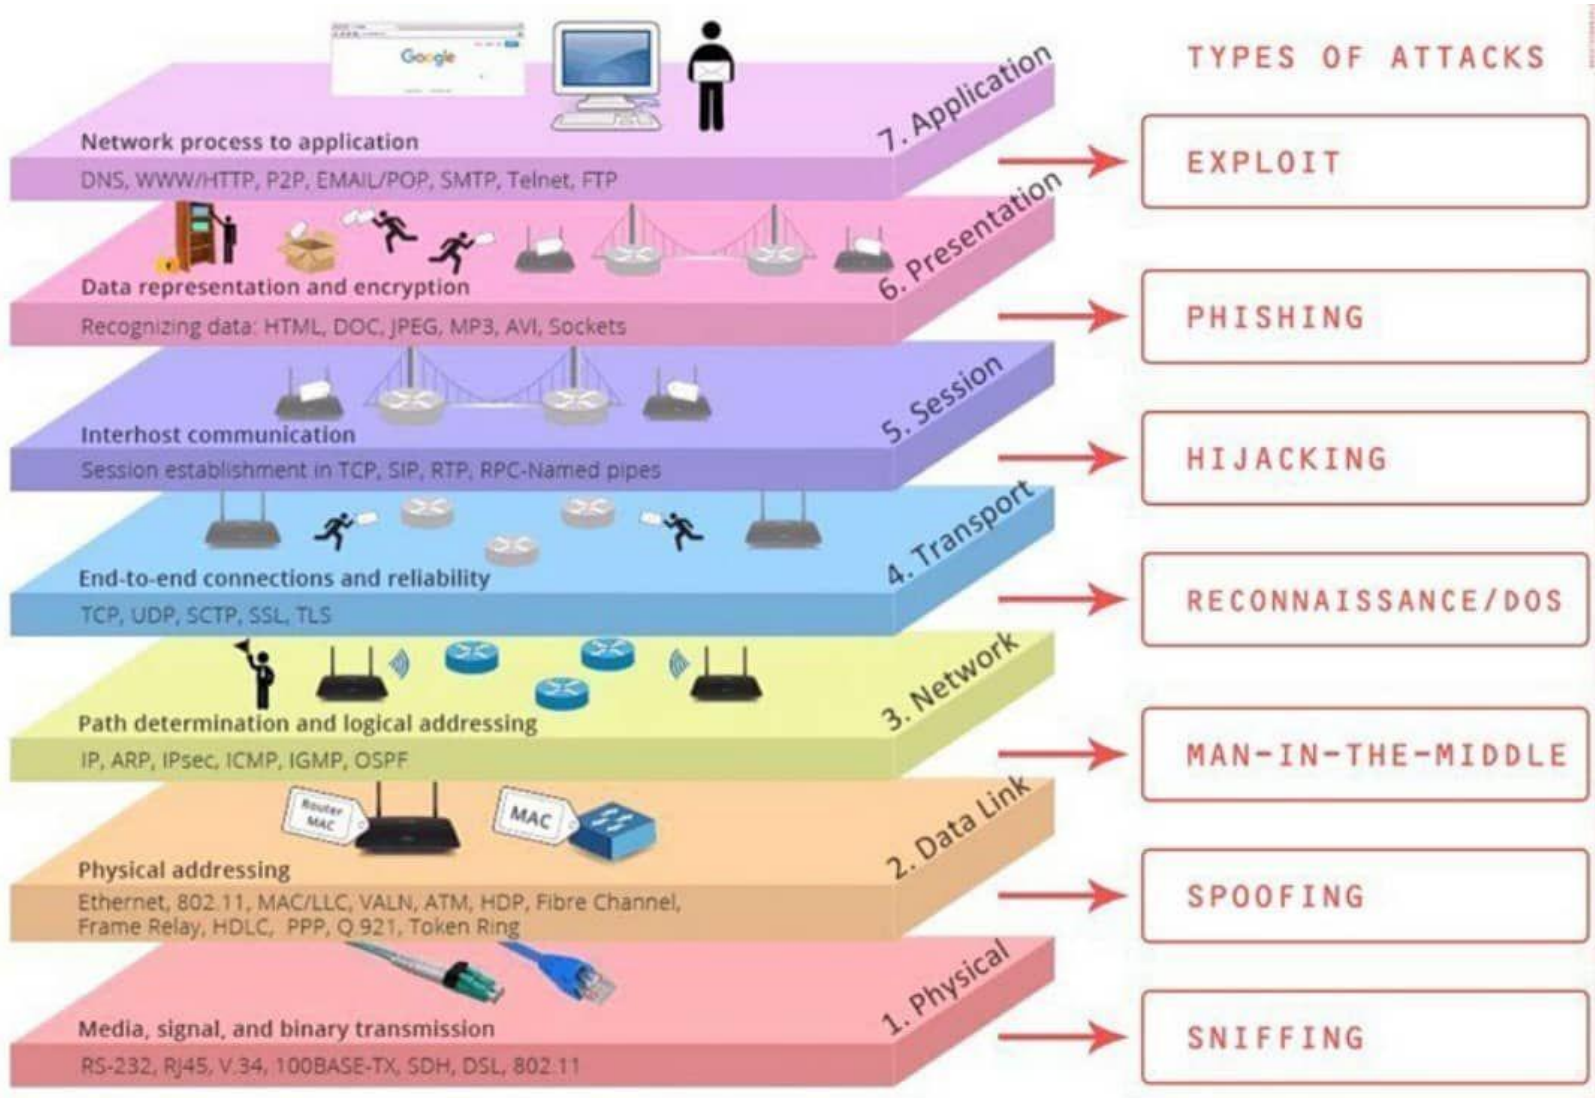 TYPES OF ATTACKS
Google
7. Application
Network process to application
DNS, WWW/HTTP, P2P, EMAIL/POP, SMTP, Telnet, FTP
EXPLOIT
6. Presentation
Data representation and encryption
Recognizing data: HTML, DOC, JPEG, MP3, AVI, Sockets
PHISHING
5. Session
Interhost communication
Session establishment in TCP, SIP, RTP, RPC-Named pipes
HIJACKING
4. Transport
End-to-end connections and reliability
TCP, UDP, SCTP, SSL, TLS
RECONNAISSANCE/DOS
3. Network
Path determination and logical addressing
IP, ARP, IPsec, ICMP, IGMP, OSPF
MAN-IN-THE-MIDDLE
Router
MAC
MAC
2. Data Link
Physical addressing
Ethernet, 802.11, MAC/LLC, VALN, ATM, HDP, Fibre Channel,
Frame Relay, HDLC, PPP, Q.921, Token Ring
SPOOFING
1. Physical
Media, signal, and binary transmission
RS-232, RJ45, V.34, 100BASE-TX, SDH, DSL, 802.11
SNIFFING